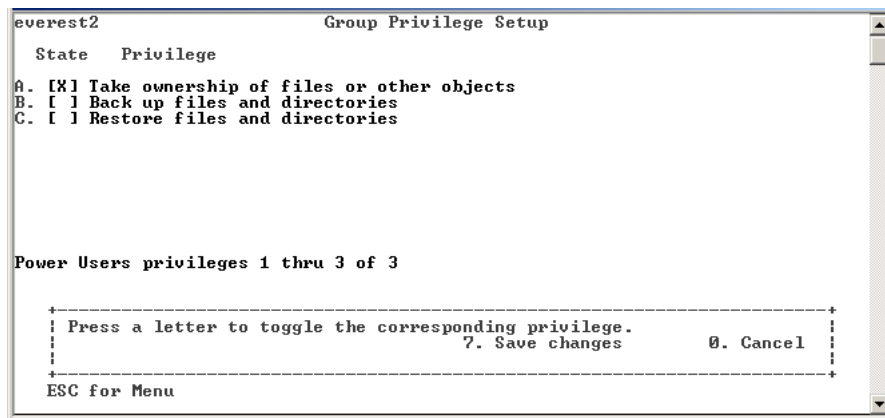 everest2 Group Privilege Setup
State Privilege
A. [X] Take ownership of files or other objects
B. [ ] Back up files and directories
C. [ ] Restore files and directories
Power Users privileges 1 thru 3 of 3
Press a letter to toggle the corresponding privilege.
7. Save changes 0. Cancel
ESC for Menu